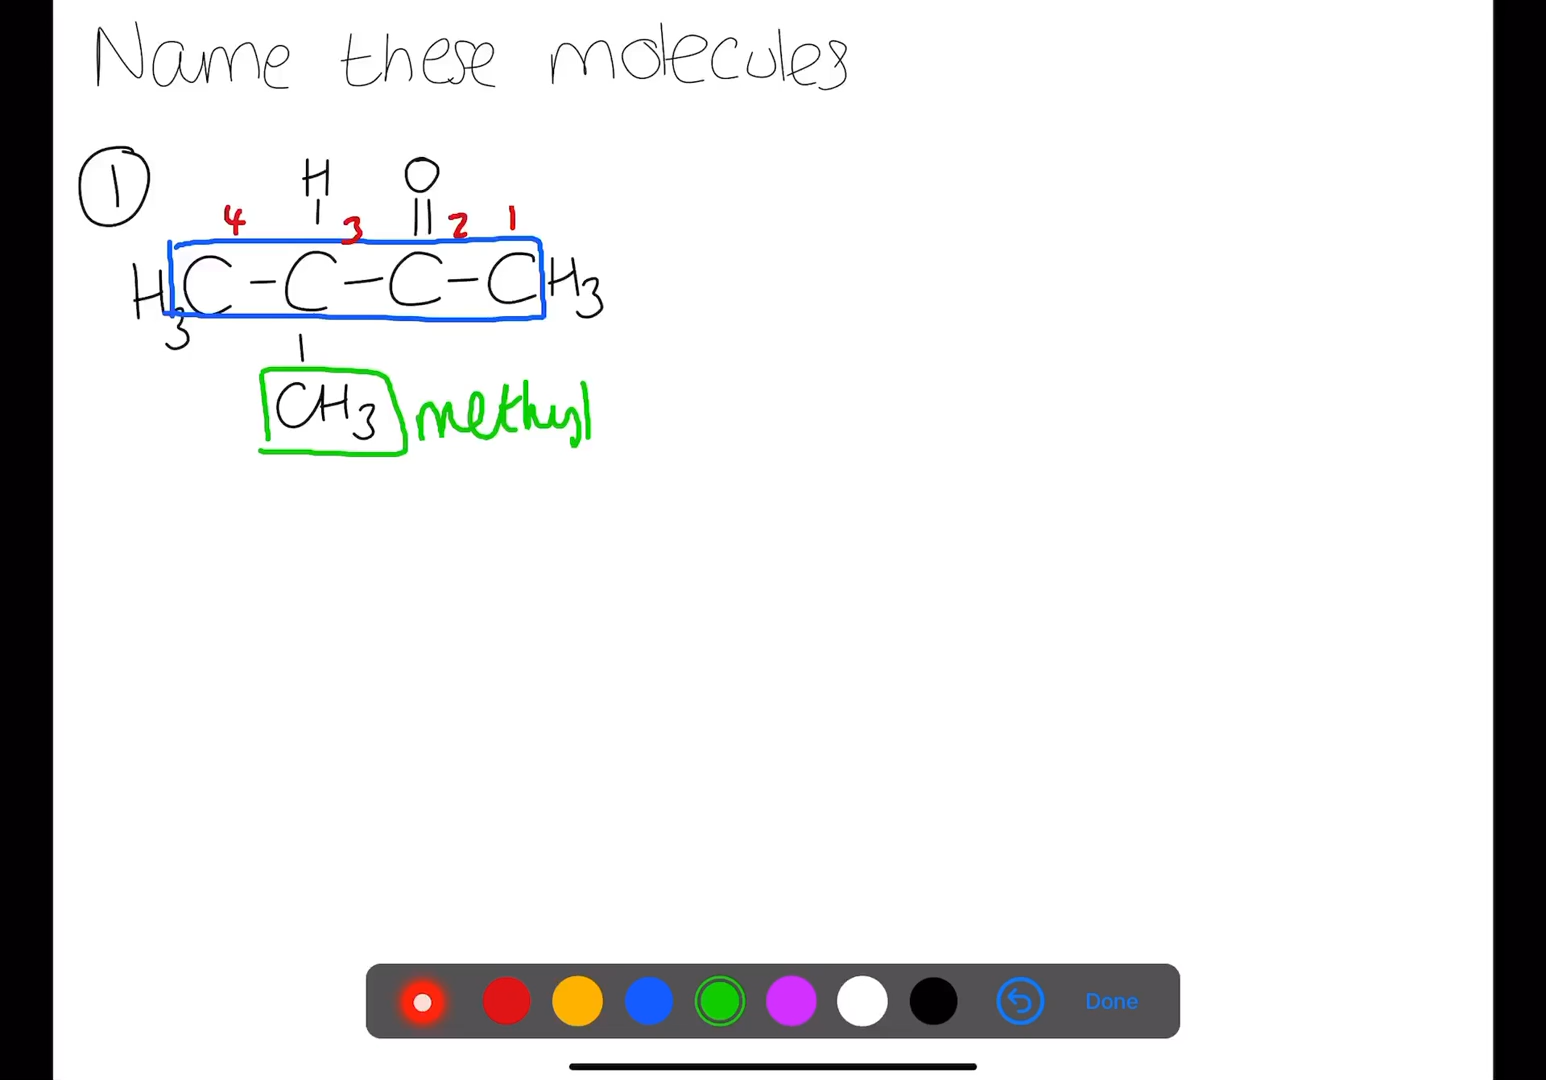 Name these molecules
1
H O
4 3 2 1
H3C-C-C-CH3
CH3 methyl
Done